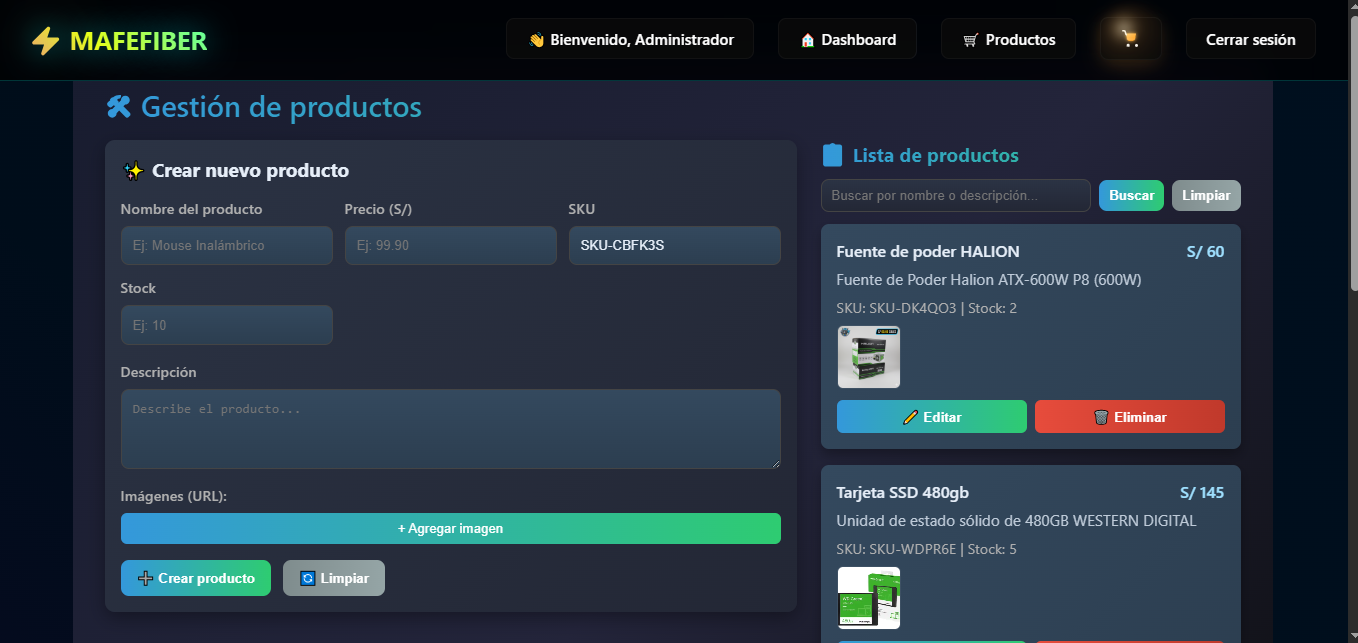 MAFEFIBER
Bienvenido, Administrador
Dashboard
Productos
Cerrar sesión
Gestión de productos
Crear nuevo producto
Nombre del producto
Precio (S/)
SKU
Ej: Mouse Inalámbrico
Ej: 99.90
SKU-CBFK3S
Stock
Ej: 10
Descripción
Describe el producto...
Imágenes (URL):
+ Agregar imagen
Crear producto
Limpiar
Lista de productos
Buscar por nombre o descripción...
Buscar
Limpiar
Fuente de poder HALION
S/ 60
Fuente de Poder Halion ATX-600W P8 (600W)
SKU: SKU-DK4QO3 | Stock: 2
Editar
Eliminar
Tarjeta SSD 480gb
S/ 145
Unidad de estado sólido de 480GB WESTERN DIGITAL
SKU: SKU-WDPR6E | Stock: 5